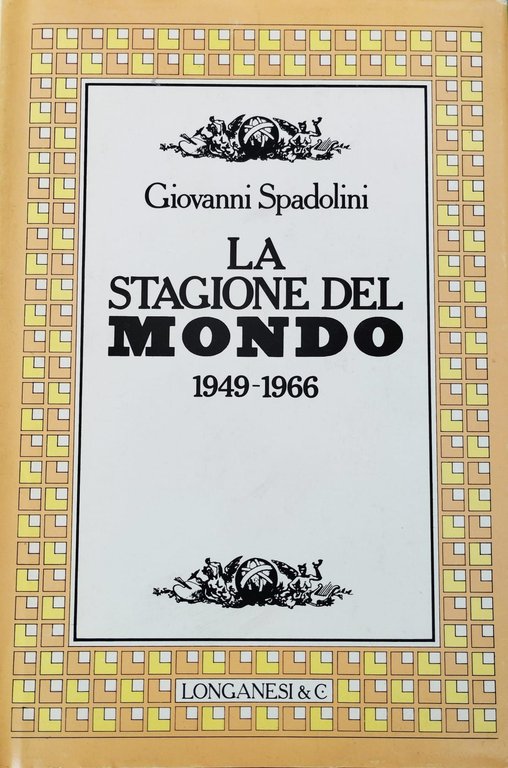 Giovanni Spadolini
LA
STAGIONE DEL
MONDO
1949-1966
LONGANESI & C.